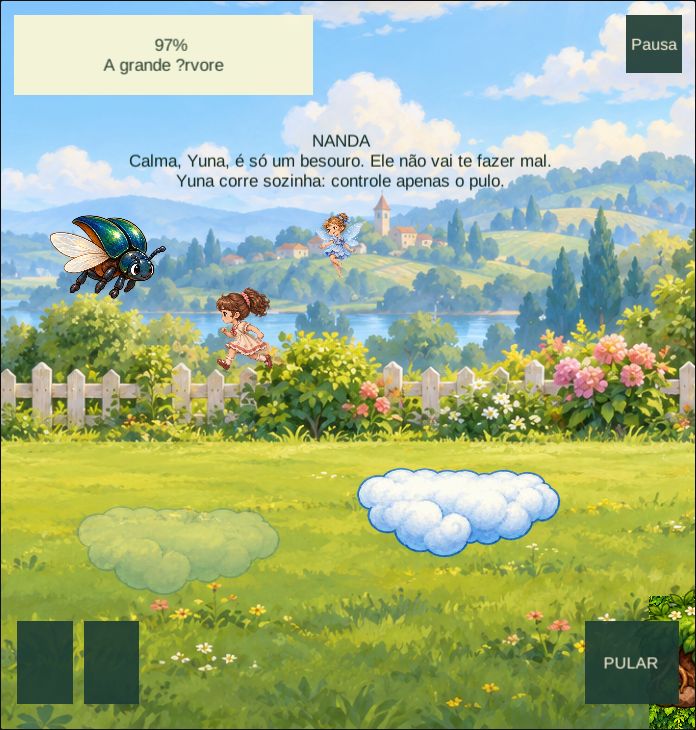 97%
A grande ?rvore
Pausa
NANDA
Calma, Yuna, é só um besouro. Ele não vai te fazer mal.
Yuna corre sozinha: controle apenas o pulo.
PULAR